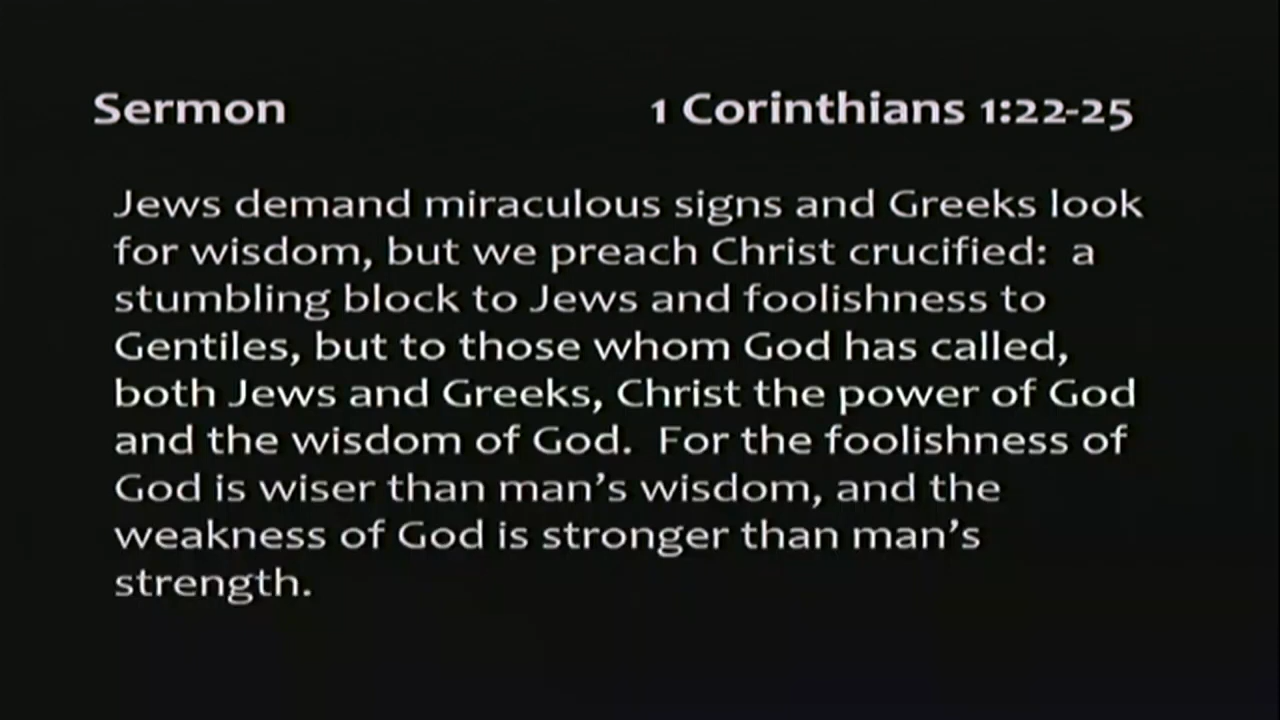 Sermon 1 Corinthians 1:22-25
Jews demand miraculous signs and Greeks look
for wisdom, but we preach Christ crucified:  a
stumbling block to Jews and foolishness to
Gentiles, but to those whom God has called,
both Jews and Greeks, Christ the power of God
and the wisdom of God.  For the foolishness of
God is wiser than man’s wisdom, and the
weakness of God is stronger than man’s
strength.